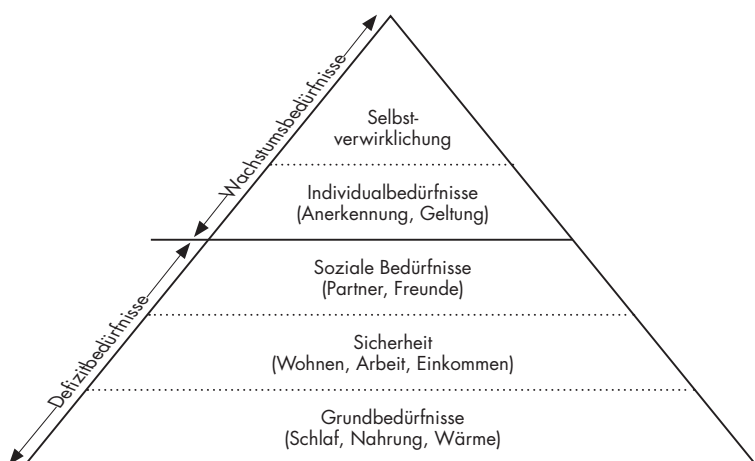 Wachstumsbedürfnisse
Selbst-
verwirklichung
Individualbedürfnisse
(Anerkennung, Geltung)
Defizitbedürfnisse
Soziale Bedürfnisse
(Partner, Freunde)
Sicherheit
(Wohnen, Arbeit, Einkommen)
Grundbedürfnisse
(Schlaf, Nahrung, Wärme)